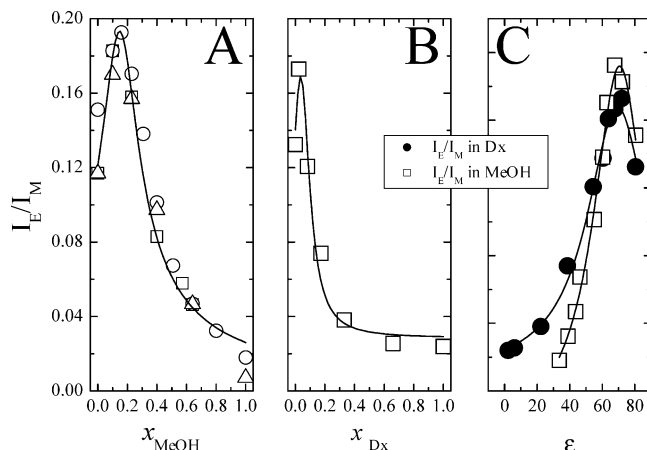 A
B
C
0.20
0.16
0.12
0.08
0.04
0.00
I_E/I_M
I_E/I_M in Dx
I_E/I_M in MeOH
0.0 0.2 0.4 0.6 0.8 1.0
0.0 0.2 0.4 0.6 0.8 1.0
0 20 40 60 80
x_MeOH
x_Dx
ε